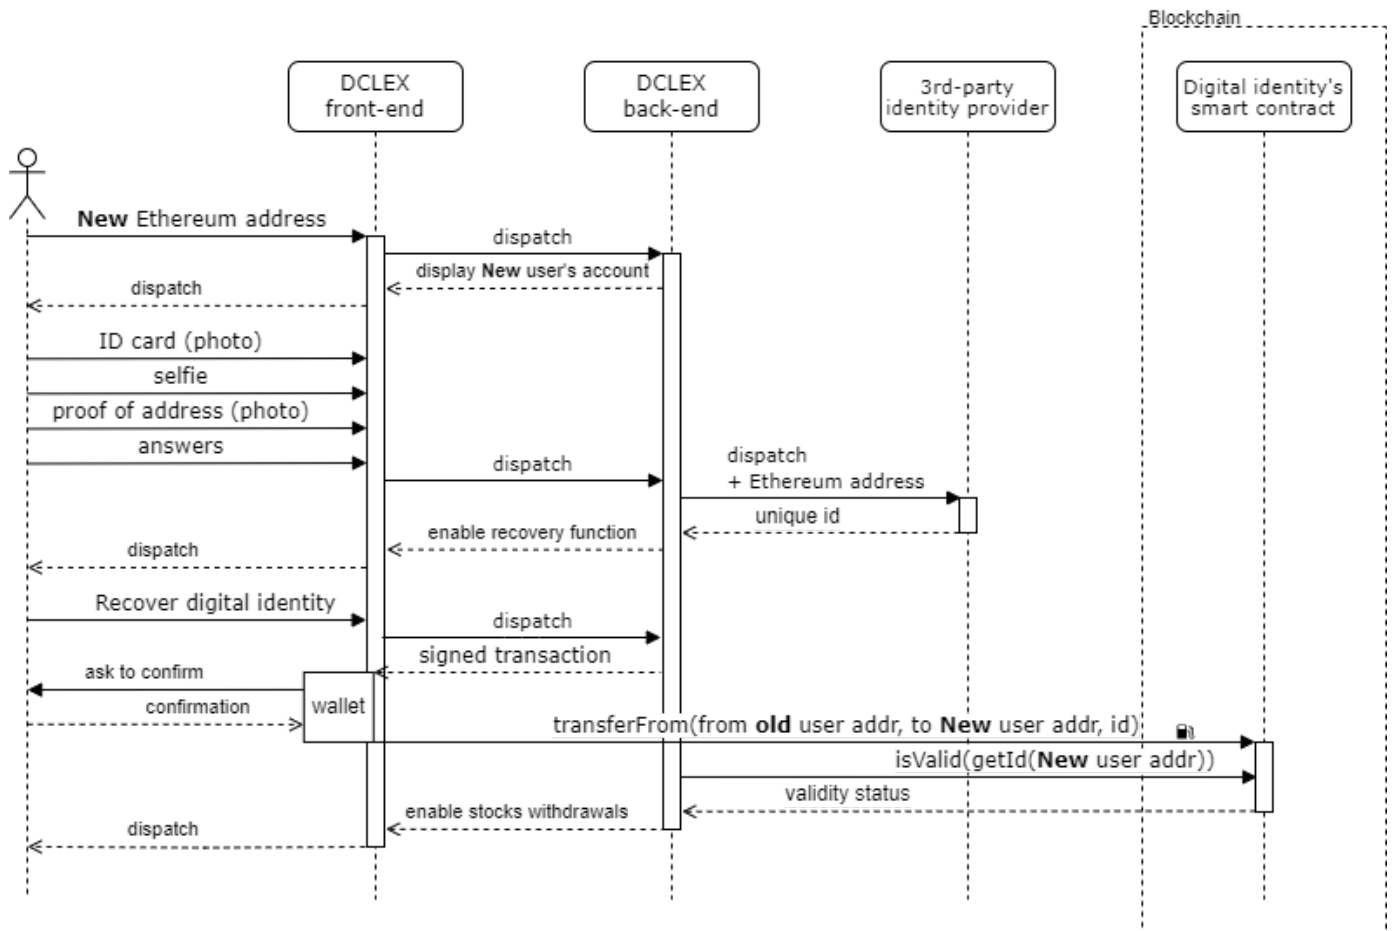 Blockchain
DCLEX
front-end
DCLEX
back-end
3rd-party
identity provider
Digital identity's
smart contract
New Ethereum address
dispatch
display New user's account
dispatch
ID card (photo)
selfie
proof of address (photo)
answers
dispatch
dispatch
+ Ethereum address
unique id
enable recovery function
dispatch
Recover digital identity
dispatch
signed transaction
ask to confirm
wallet
confirmation
transferFrom(from old user addr, to New user addr, id)
isValid(getId(New user addr))
validity status
enable stocks withdrawals
dispatch